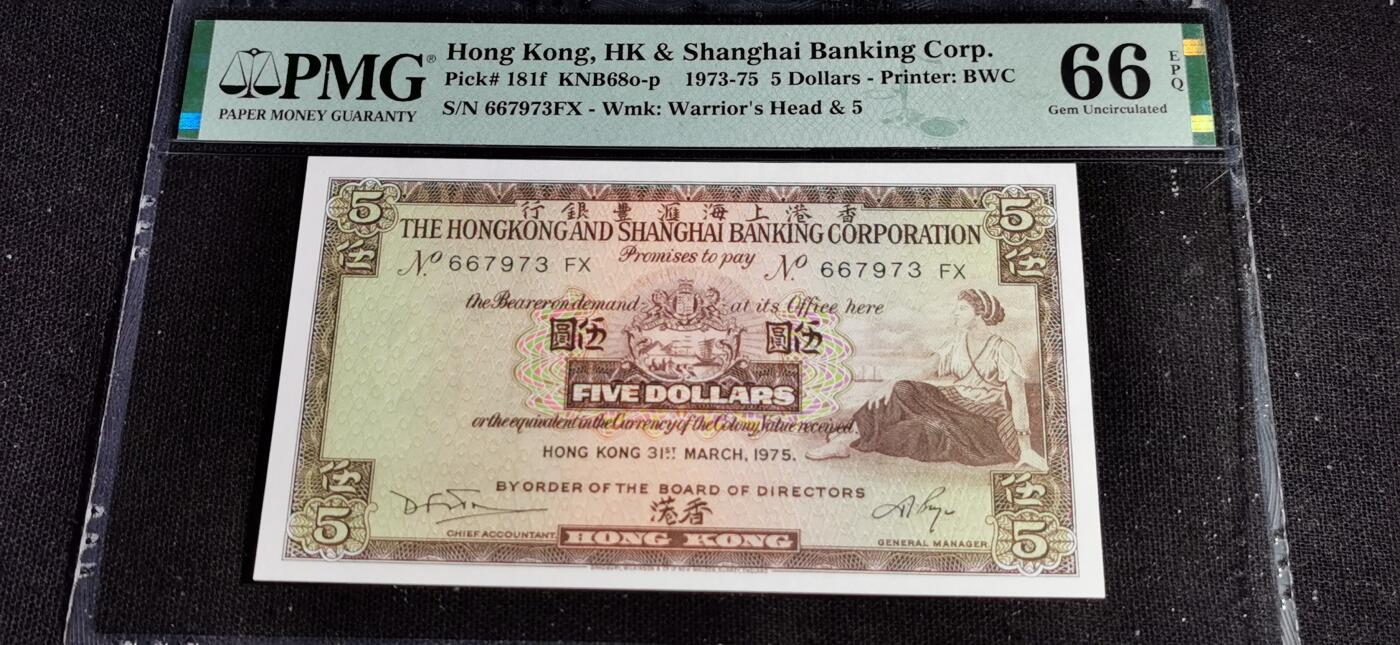 PMG®
PAPER MONEY GUARANTY
Hong Kong, HK & Shanghai Banking Corp.
Pick# 181f KNB68o-p 1973-75 5 Dollars - Printer: BWC
S/N 667973FX - Wmk: Warrior's Head & 5
66 EPQ
Gem Uncirculated
5 5
伍 伍
行銀豐滙海上港香
THE HONGKONG AND SHANGHAI BANKING CORPORATION
Promises to pay
Nº 667973 FX Nº 667973 FX
the Bearer on demand at its Office here
圓伍 圓伍
FIVE DOLLARS
or the equivalent in the Currency of the Colony, Value received.
HONG KONG 31ST MARCH, 1975.
BY ORDER OF THE BOARD OF DIRECTORS
港香
CHIEF ACCOUNTANT. HONG KONG GENERAL MANAGER
伍 伍
5 5